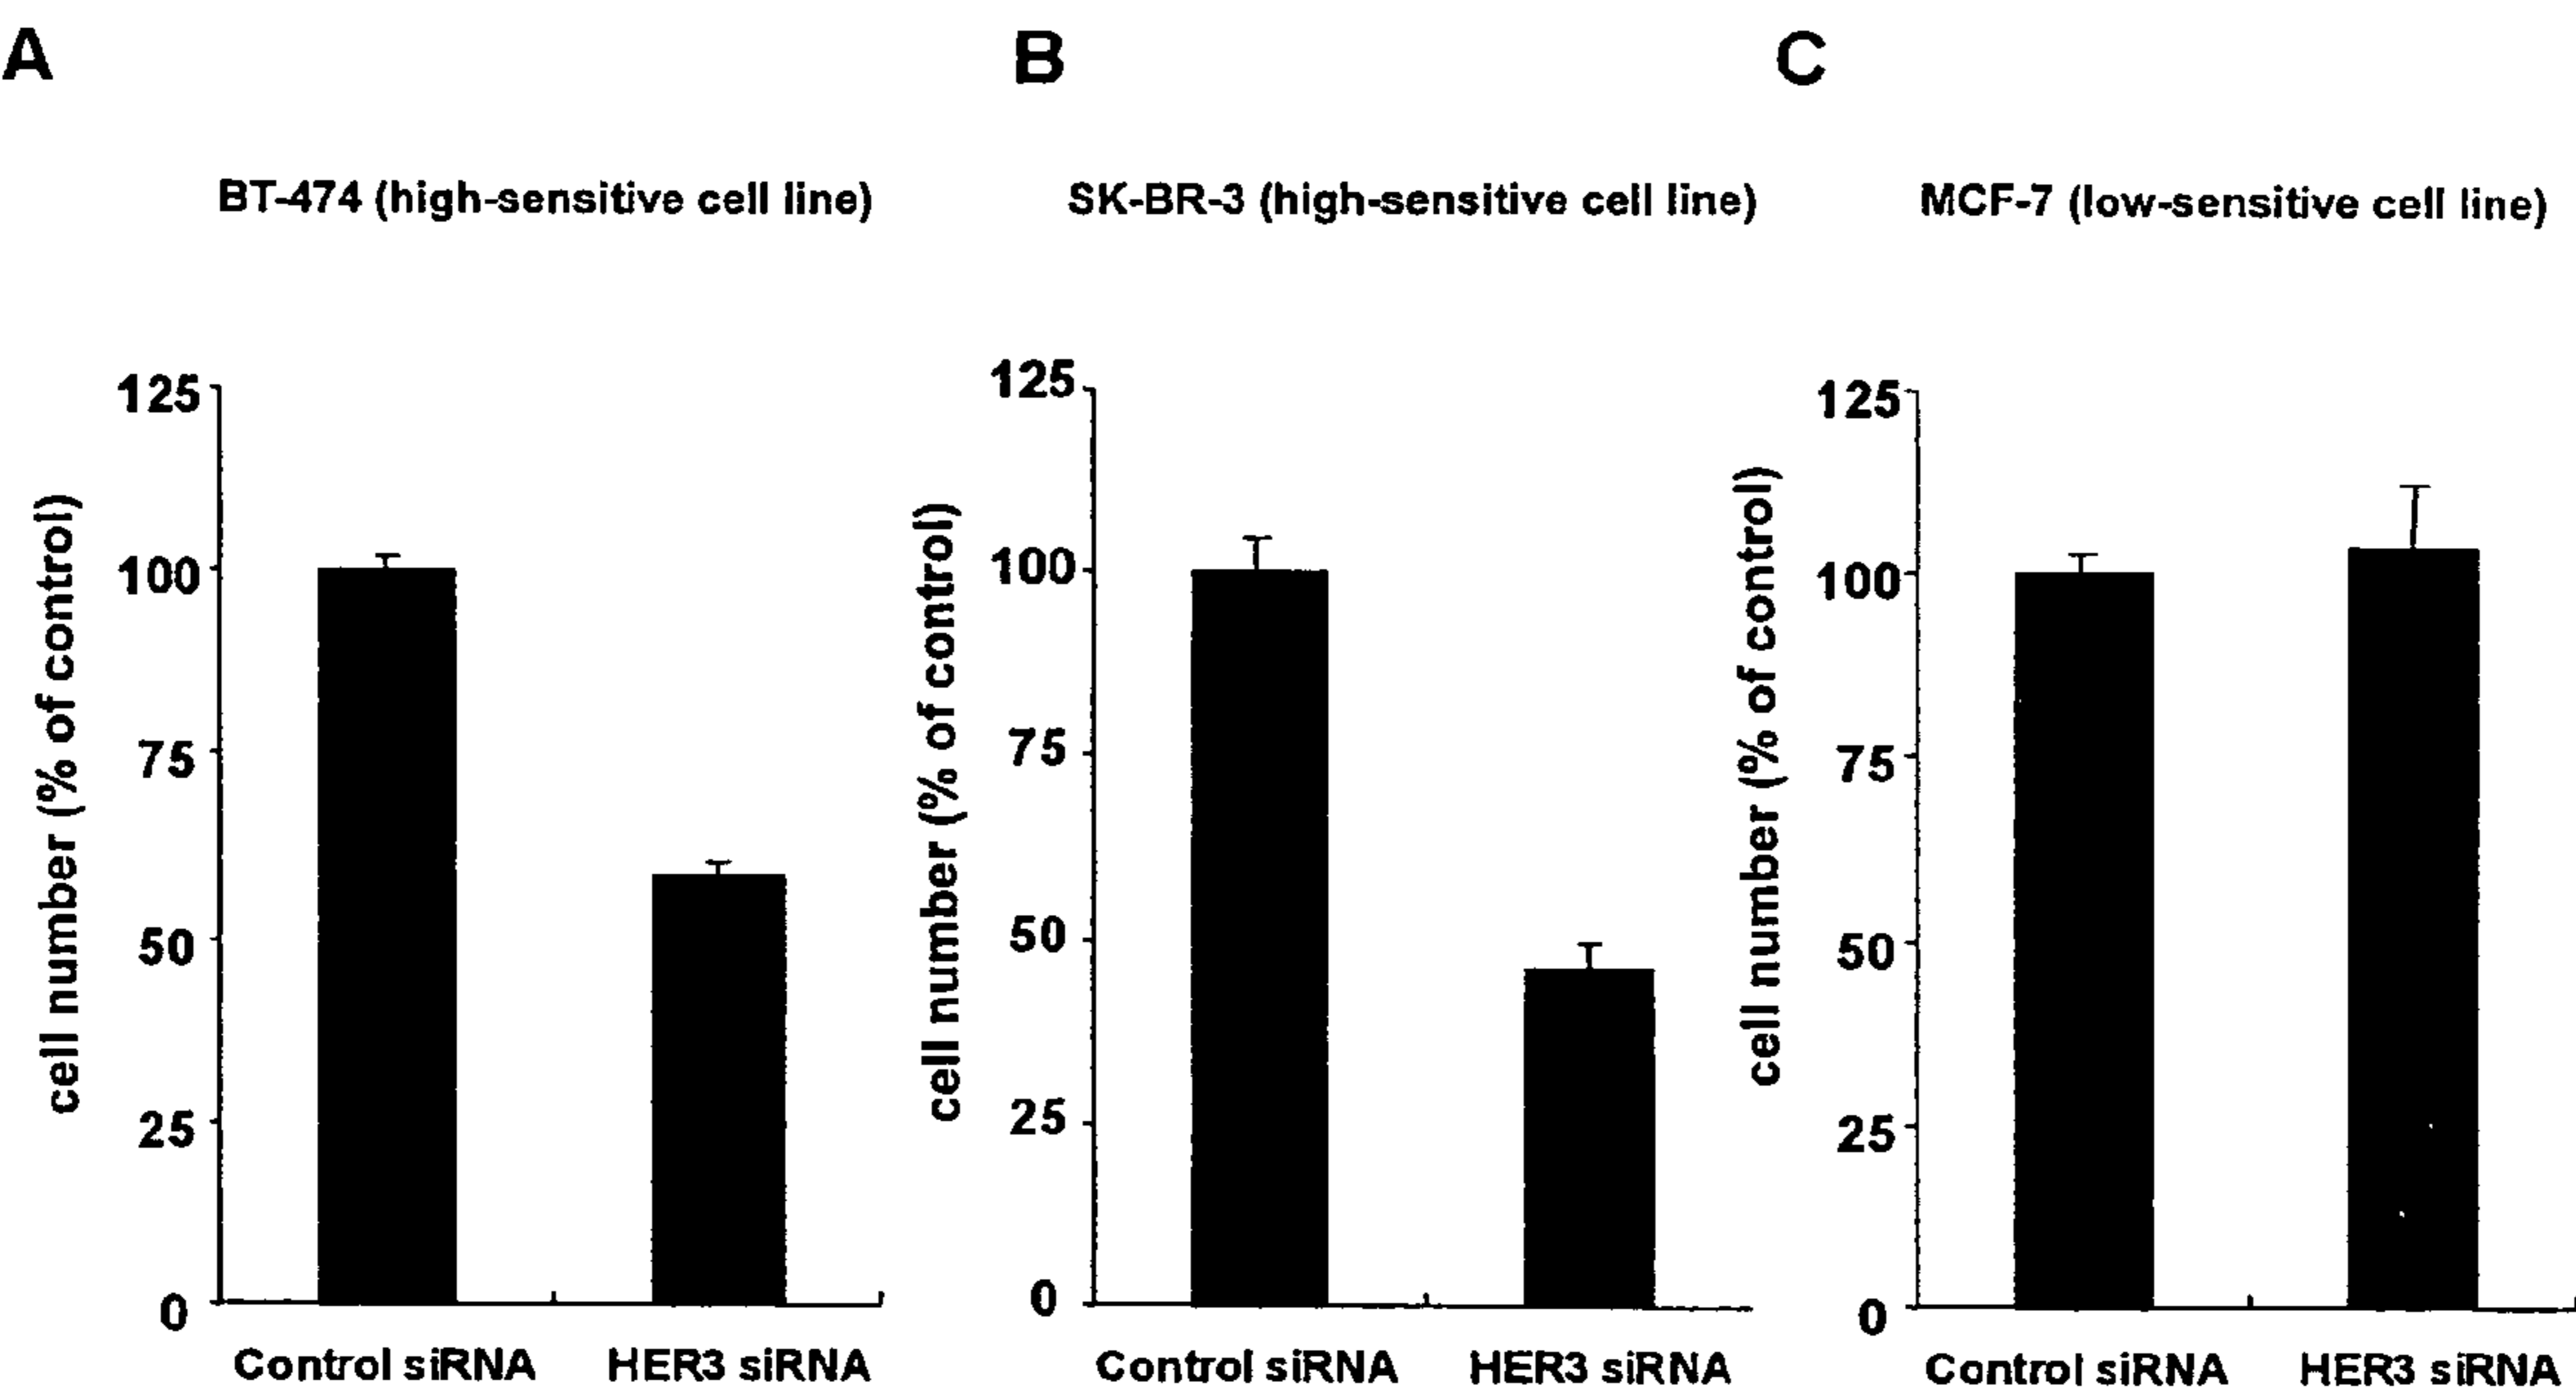 A
BT-474 (high-sensitive cell line)
cell number (% of control)
125
100
75
50
25
0
Control siRNA
HER3 siRNA
B
SK-BR-3 (high-sensitive cell line)
cell number (% of control)
125
100
75
50
25
0
Control siRNA
HER3 siRNA
C
MCF-7 (low-sensitive cell line)
cell number (% of control)
125
100
75
50
25
0
Control siRNA
HER3 siRNA